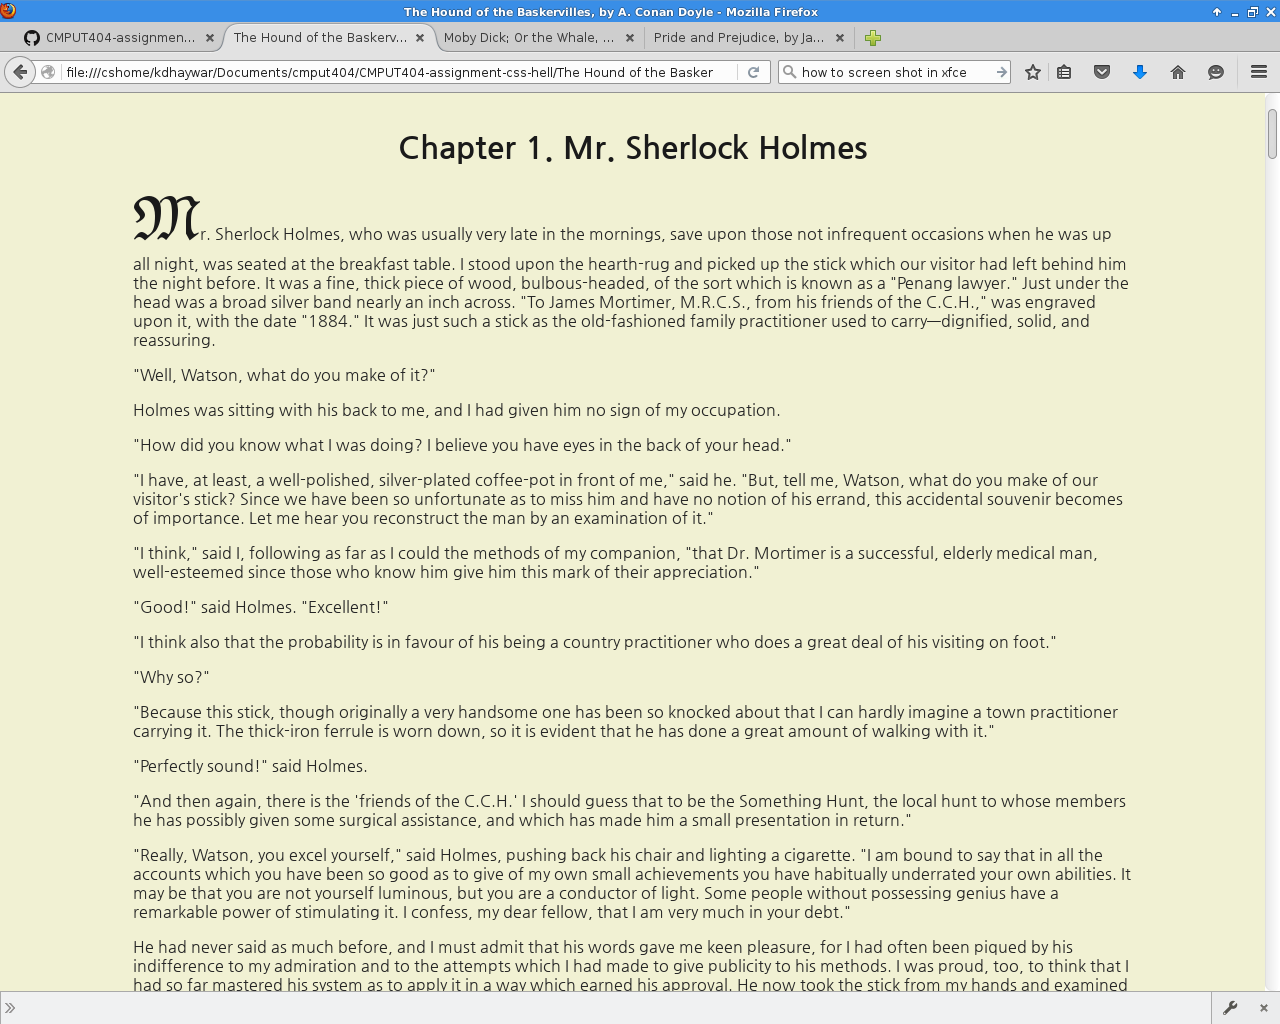 The Hound of the Baskervilles, by A. Conan Doyle - Mozilla Firefox
CMPUT404-assignmen...
The Hound of the Baskerv...
Moby Dick; Or the Whale, ...
Pride and Prejudice, by Ja...
file:///cshome/kdhaywar/Documents/cmput404/CMPUT404-assignment-css-hell/The Hound of the Basker
how to screen shot in xfce
Chapter 1. Mr. Sherlock Holmes
Mr. Sherlock Holmes, who was usually very late in the mornings, save upon those not infrequent occasions when he was up
all night, was seated at the breakfast table. I stood upon the hearth-rug and picked up the stick which our visitor had left behind him
the night before. It was a fine, thick piece of wood, bulbous-headed, of the sort which is known as a "Penang lawyer." Just under the
head was a broad silver band nearly an inch across. "To James Mortimer, M.R.C.S., from his friends of the C.C.H.," was engraved
upon it, with the date "1884." It was just such a stick as the old-fashioned family practitioner used to carry—dignified, solid, and
reassuring.
"Well, Watson, what do you make of it?"
Holmes was sitting with his back to me, and I had given him no sign of my occupation.
"How did you know what I was doing? I believe you have eyes in the back of your head."
"I have, at least, a well-polished, silver-plated coffee-pot in front of me," said he. "But, tell me, Watson, what do you make of our
visitor's stick? Since we have been so unfortunate as to miss him and have no notion of his errand, this accidental souvenir becomes
of importance. Let me hear you reconstruct the man by an examination of it."
"I think," said I, following as far as I could the methods of my companion, "that Dr. Mortimer is a successful, elderly medical man,
well-esteemed since those who know him give him this mark of their appreciation."
"Good!" said Holmes. "Excellent!"
"I think also that the probability is in favour of his being a country practitioner who does a great deal of his visiting on foot."
"Why so?"
"Because this stick, though originally a very handsome one has been so knocked about that I can hardly imagine a town practitioner
carrying it. The thick-iron ferrule is worn down, so it is evident that he has done a great amount of walking with it."
"Perfectly sound!" said Holmes.
"And then again, there is the 'friends of the C.C.H.' I should guess that to be the Something Hunt, the local hunt to whose members
he has possibly given some surgical assistance, and which has made him a small presentation in return."
"Really, Watson, you excel yourself," said Holmes, pushing back his chair and lighting a cigarette. "I am bound to say that in all the
accounts which you have been so good as to give of my own small achievements you have habitually underrated your own abilities. It
may be that you are not yourself luminous, but you are a conductor of light. Some people without possessing genius have a
remarkable power of stimulating it. I confess, my dear fellow, that I am very much in your debt."
He had never said as much before, and I must admit that his words gave me keen pleasure, for I had often been piqued by his
indifference to my admiration and to the attempts which I had made to give publicity to his methods. I was proud, too, to think that I
had so far mastered his system as to apply it in a way which earned his approval. He now took the stick from my hands and examined